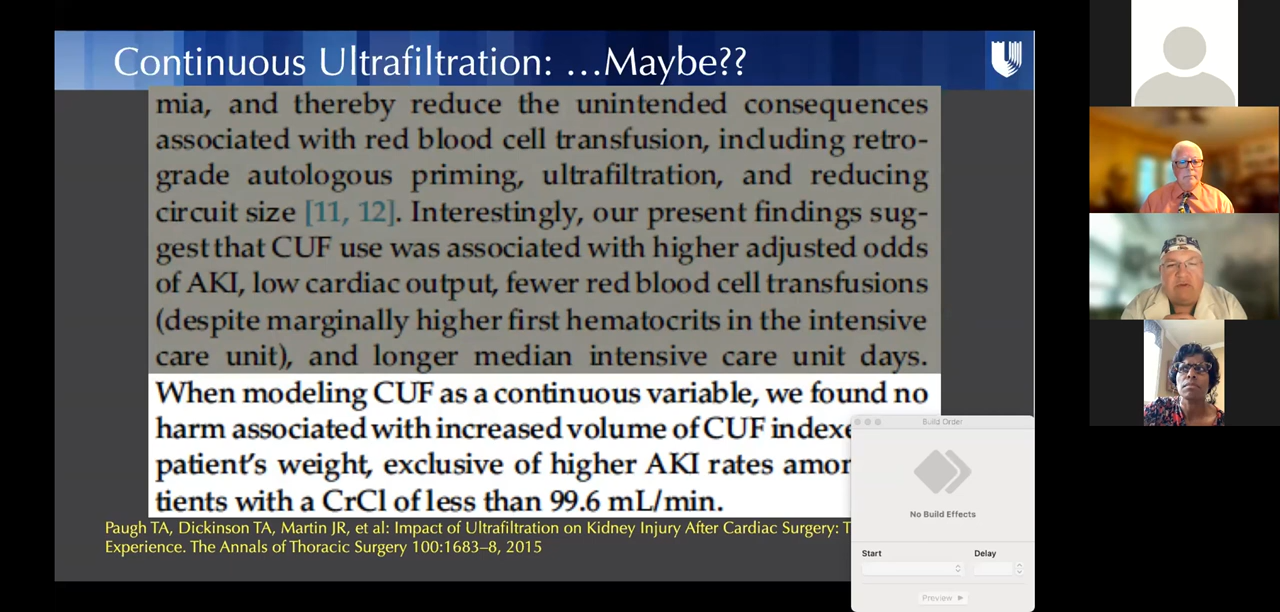 Continuous Ultrafiltration: …Maybe??
mia, and thereby reduce the unintended consequences
associated with red blood cell transfusion, including retro-
grade autologous priming, ultrafiltration, and reducing
circuit size [11, 12]. Interestingly, our present findings sug-
gest that CUF use was associated with higher adjusted odds
of AKI, low cardiac output, fewer red blood cell transfusions
(despite marginally higher first hematocrits in the intensive
care unit), and longer median intensive care unit days.
When modeling CUF as a continuous variable, we found no
harm associated with increased volume of CUF indexe
patient's weight, exclusive of higher AKI rates amor
tients with a CrCl of less than 99.6 mL/min.
Paugh TA, Dickinson TA, Martin JR, et al: Impact of Ultrafiltration on Kidney Injury After Cardiac Surgery: T
Experience. The Annals of Thoracic Surgery 100:1683–8, 2015
Build Order
No Build Effects
Start Delay
Preview